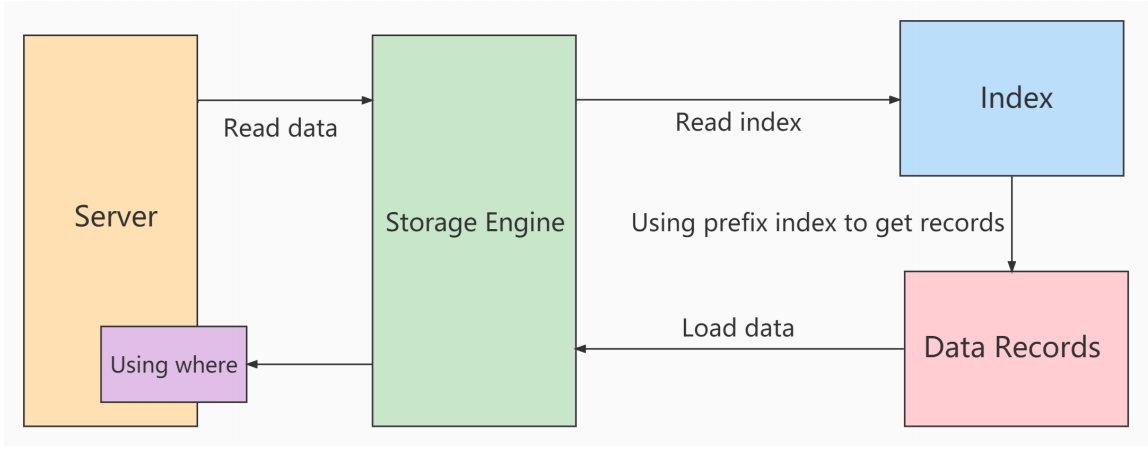 Server
Read data
Storage Engine
Read index
Index
Using prefix index to get records
Data Records
Load data
Using where